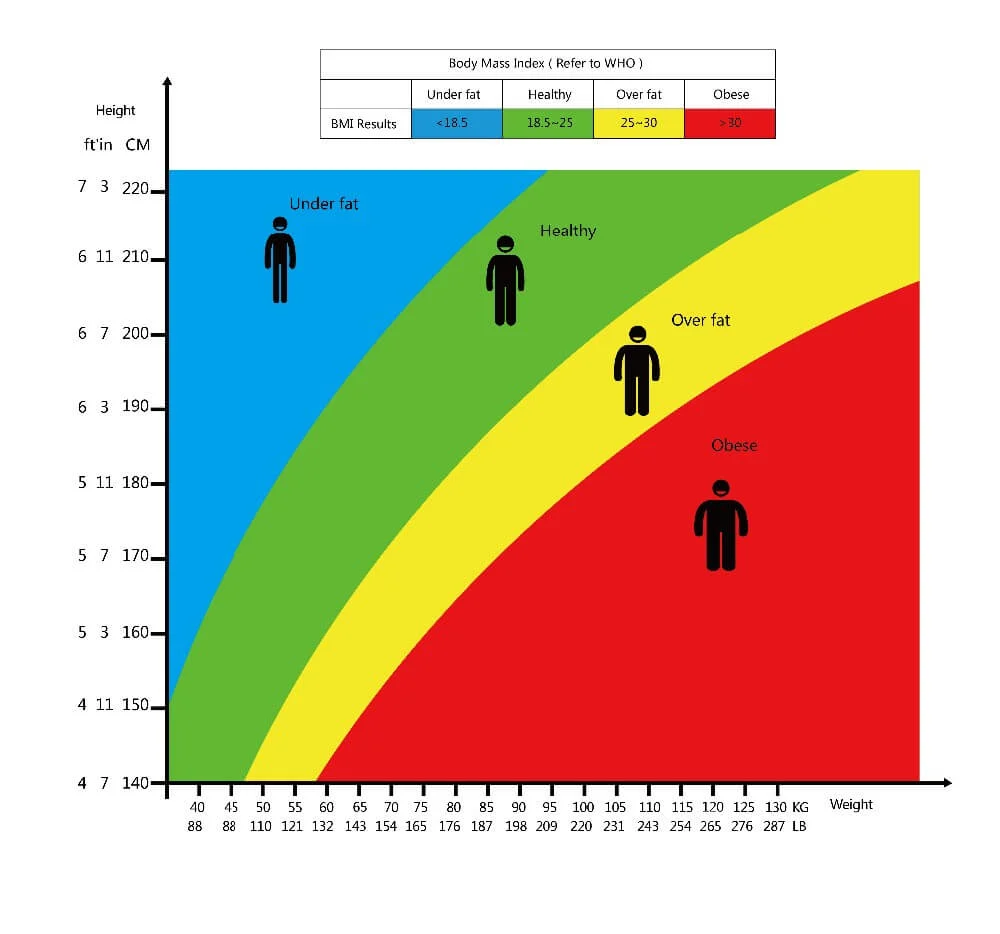 Body Mass Index ( Refer to WHO )
Under fat Healthy Over fat Obese
BMI Results <18.5 18.5~25 25~30 >30
Height
ft'in CM
7 3 220
6 11 210
6 7 200
6 3 190
5 11 180
5 7 170
5 3 160
4 11 150
4 7 140
Under fat
Healthy
Over fat
Obese
40 45 50 55 60 65 70 75 80 85 90 95 100 105 110 115 120 125 130 KG
88 88 110 121 132 143 154 165 176 187 198 209 220 231 243 254 265 276 287 LB
Weight